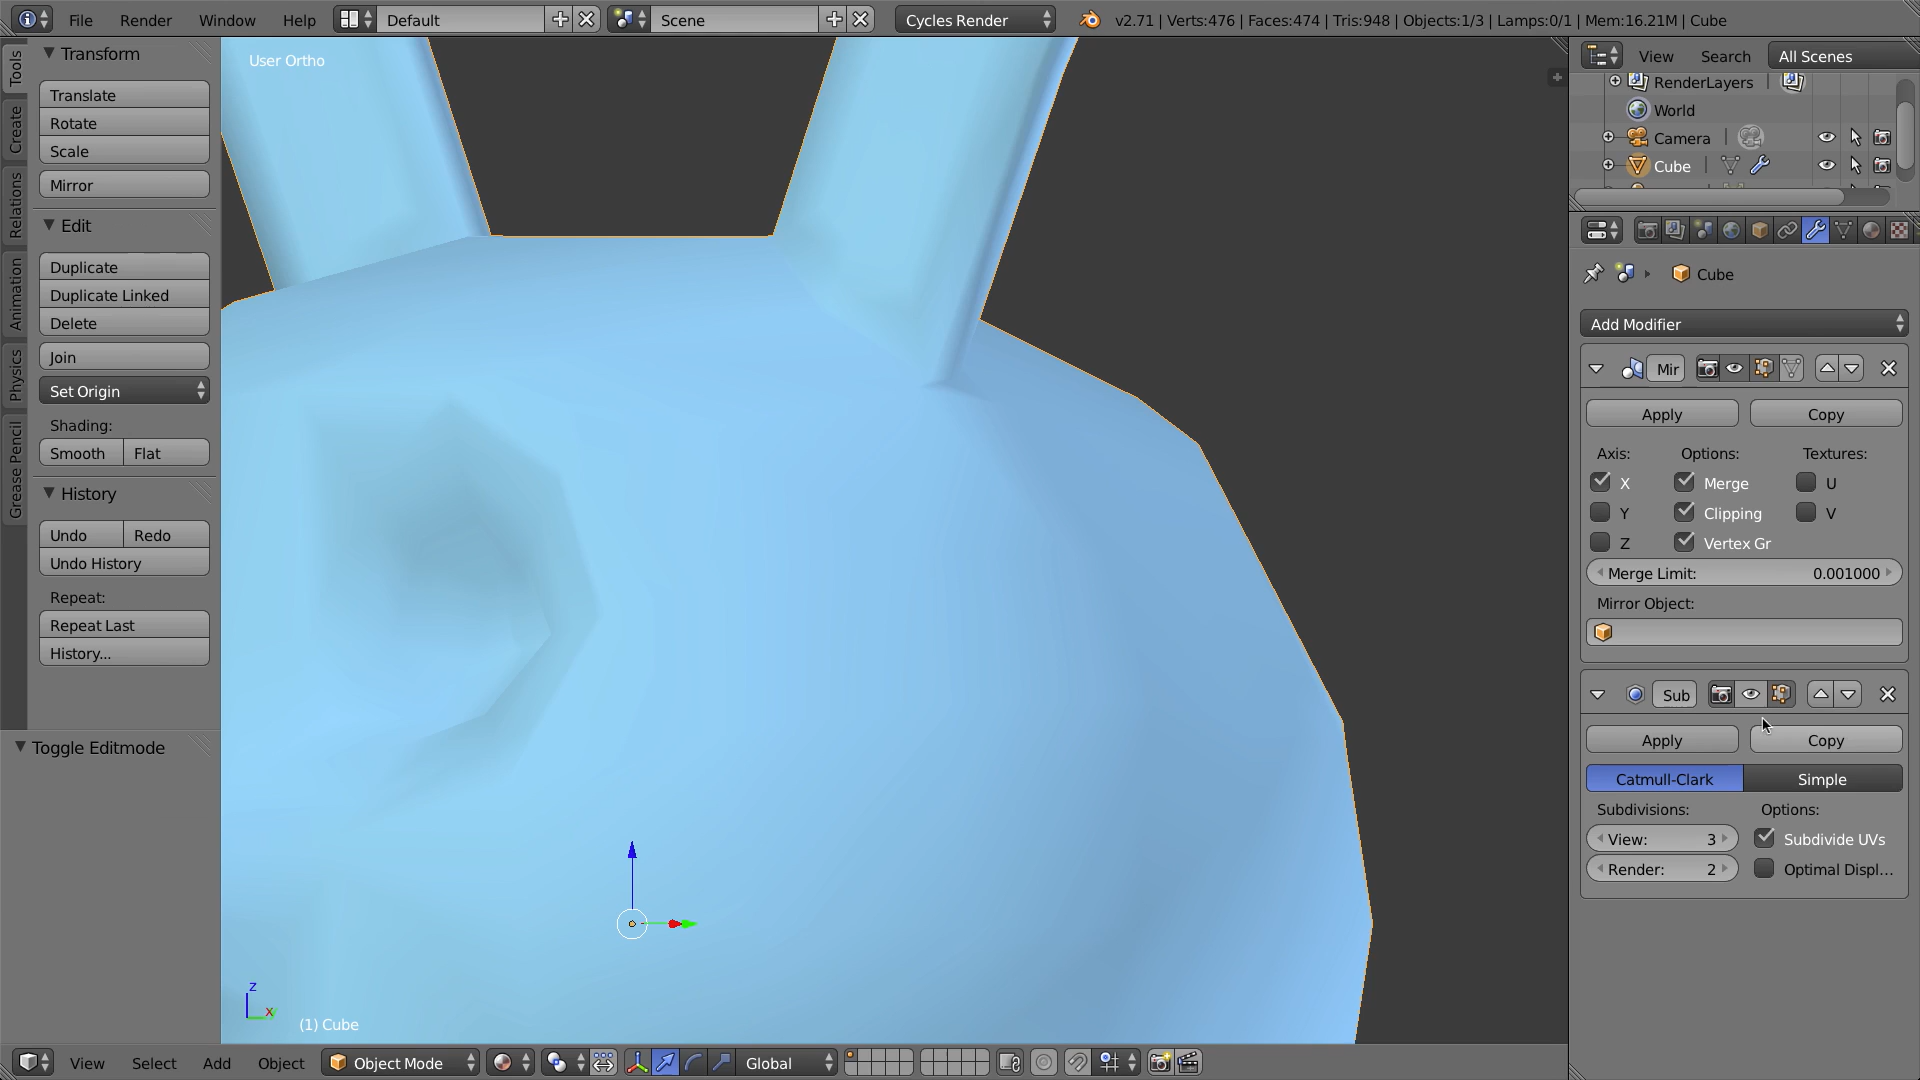 File Render Window Help Default Scene Cycles Render v2.71 | Verts:476 | Faces:474 | Tris:948 | Objects:1/3 | Lamps:0/1 | Mem:16.21M | Cube
Tools
Create
Relations
Animation
Physics
Grease Pencil
Transform
Translate
Rotate
Scale
Mirror
Edit
Duplicate
Duplicate Linked
Delete
Join
Set Origin
Shading:
Smooth Flat
History
Undo Redo
Undo History
Repeat:
Repeat Last
History...
Toggle Editmode
User Ortho
z
x
(1) Cube
View Select Add Object Object Mode Global
View Search All Scenes
RenderLayers |
World
Camera |
Cube |
Cube
Add Modifier
Mir
Apply Copy
Axis: Options: Textures:
X Merge U
Y Clipping V
Z Vertex Gr
Merge Limit: 0.001000
Mirror Object:
Sub
Apply Copy
Catmull-Clark Simple
Subdivisions: Options:
View: 3 Subdivide UVs
Render: 2 Optimal Displ...